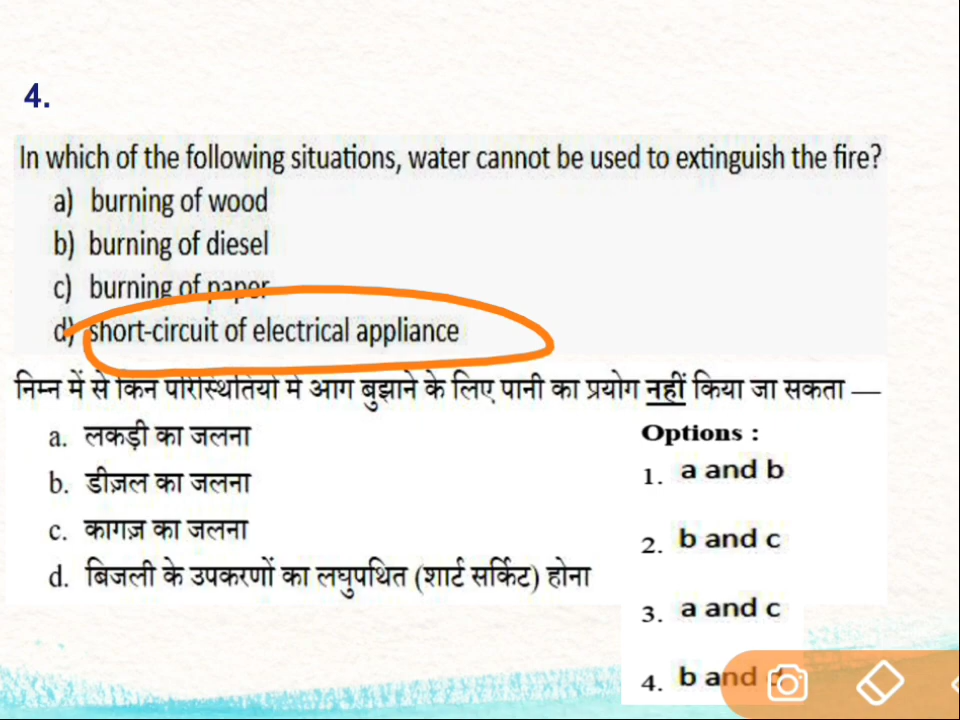 4.
In which of the following situations, water cannot be used to extinguish the fire?
a) burning of wood
b) burning of diesel
c) burning of paper
d) short-circuit of electrical appliance
निम्न में से किन परिस्थितियों में आग बुझाने के लिए पानी का प्रयोग नहीं किया जा सकता —
a. लकड़ी का जलना
b. डीज़ल का जलना
c. कागज़ का जलना
d. बिजली के उपकरणों का लघुपथित (शार्ट सर्किट) होना
Options :
1. a and b
2. b and c
3. a and c
4. b and